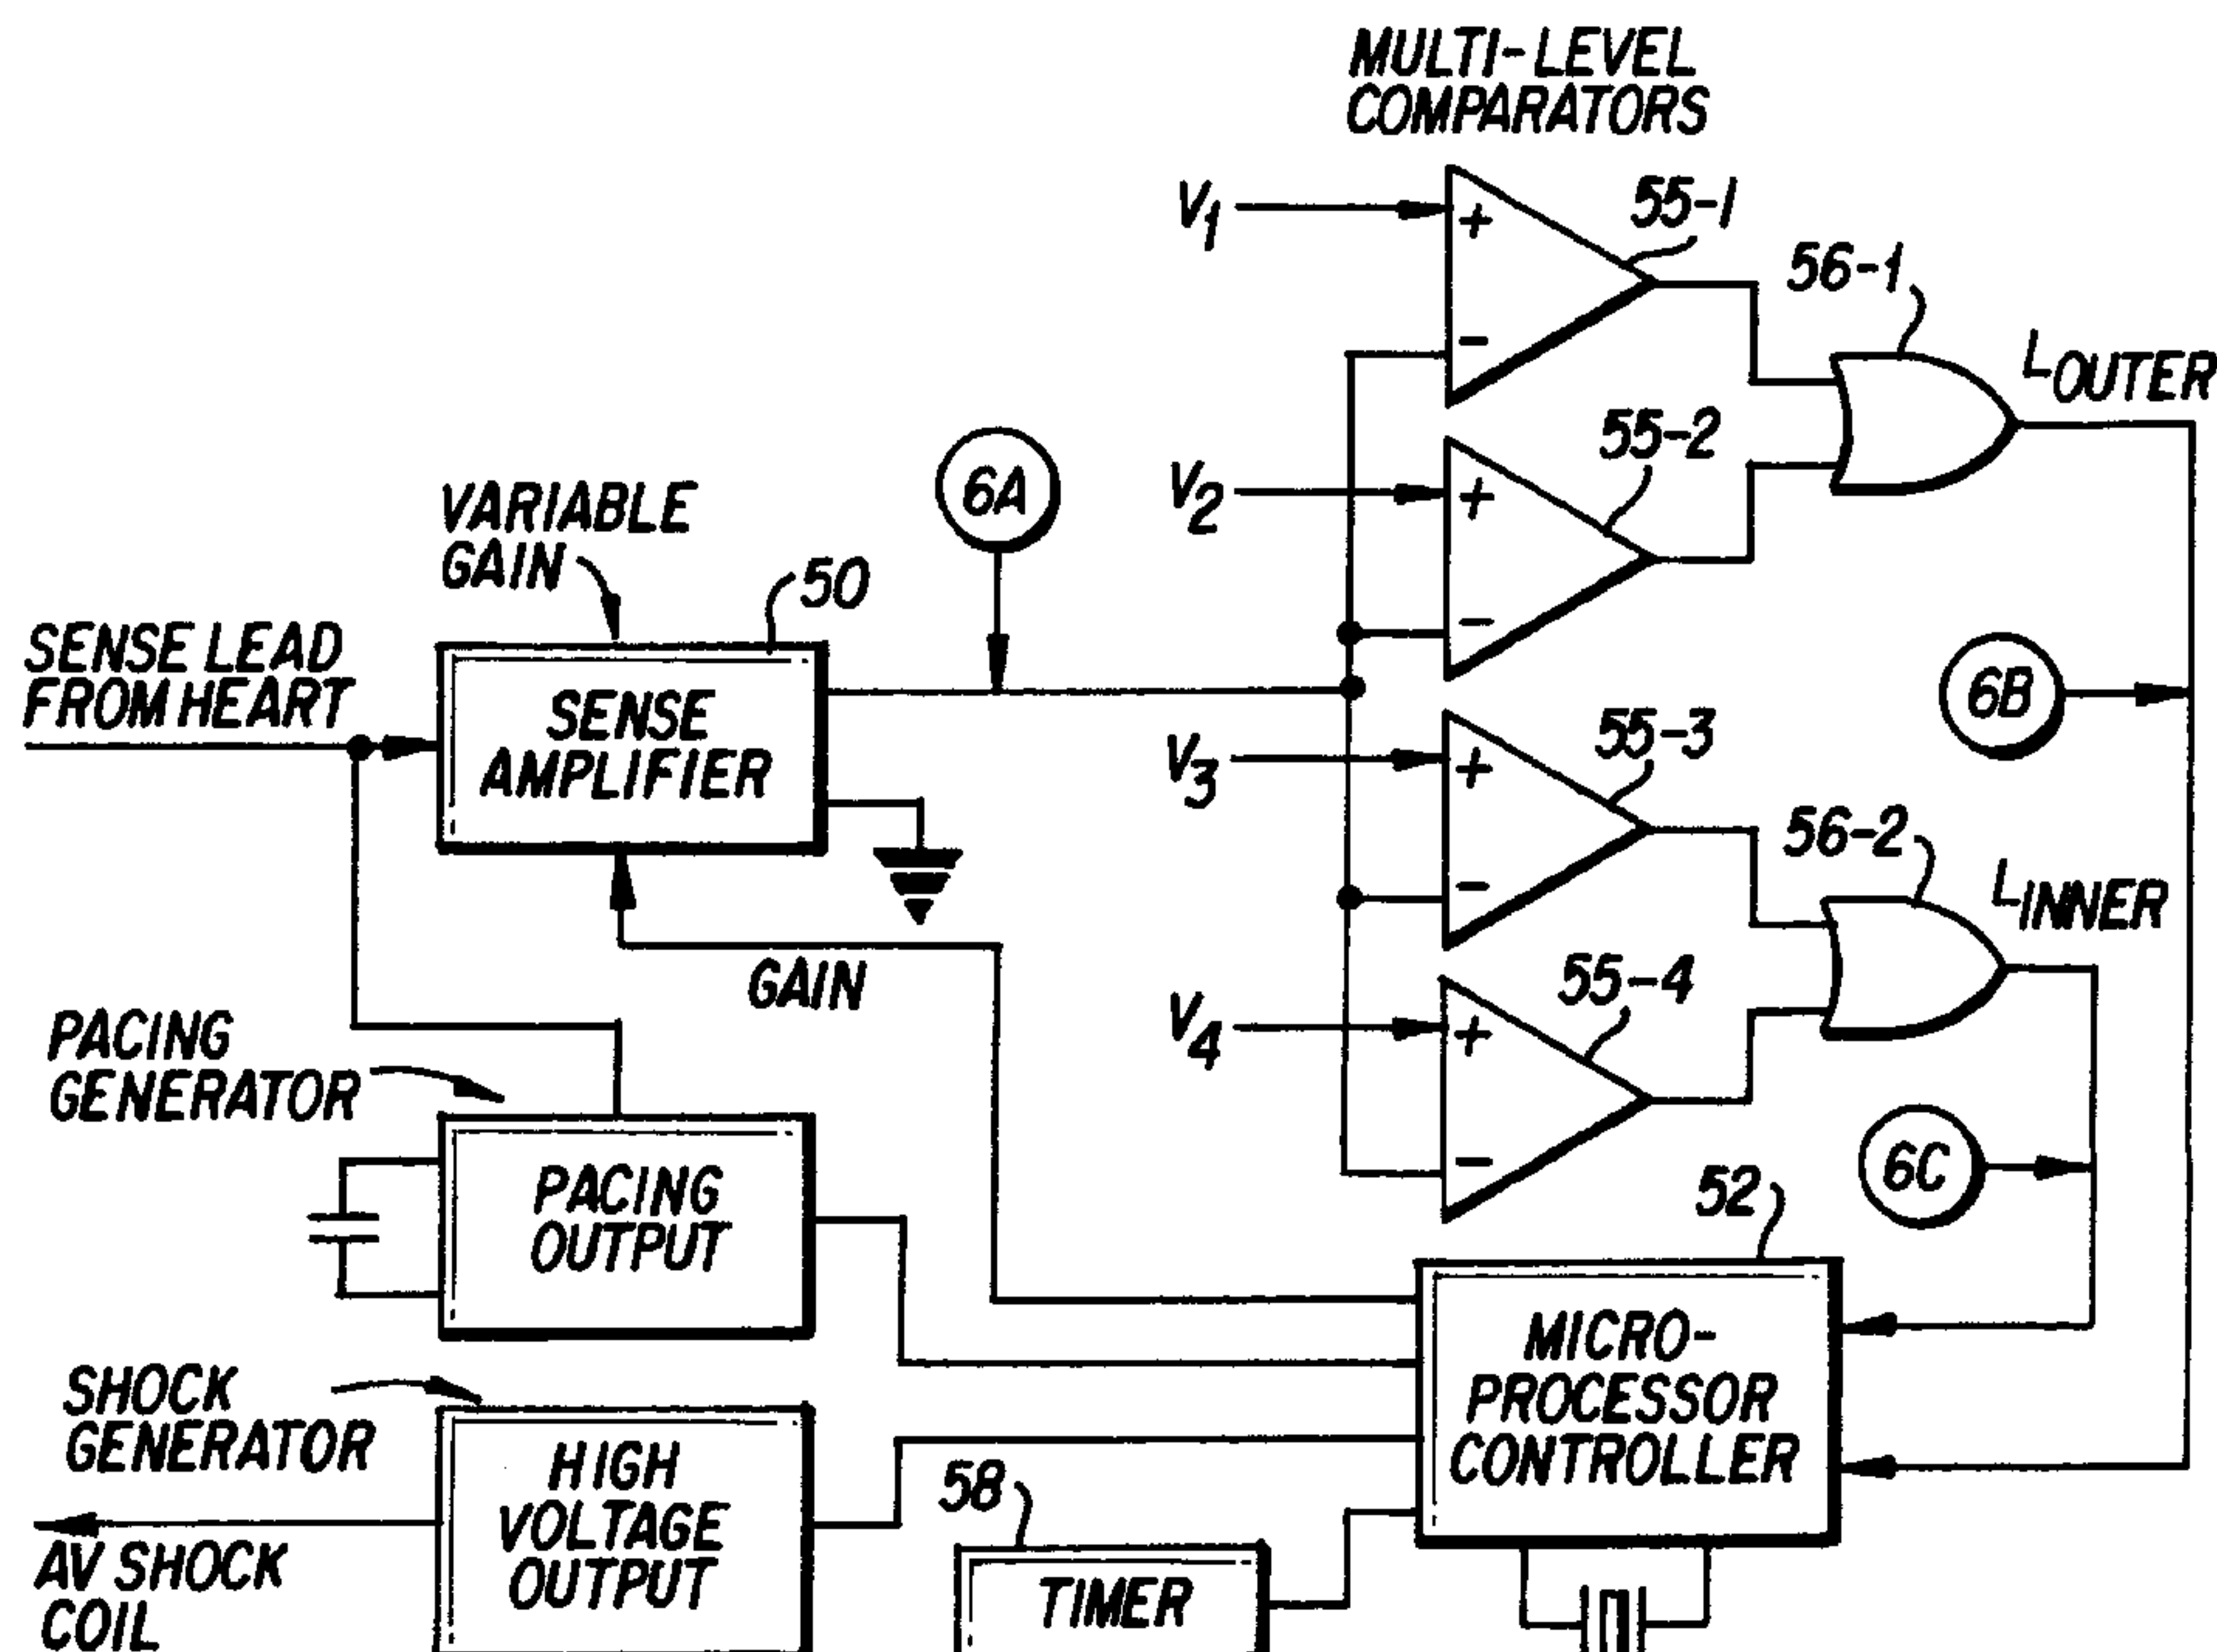 MULTI-LEVEL
COMPARATORS
V1
+
-
55-1
56-1
LOUTER
V2
+
-
55-2
6A
VARIABLE
GAIN
50
SENSE LEAD
FROM HEART
SENSE
AMPLIFIER
6B
V3
+
-
55-3
56-2
LINNER
GAIN
V4
+
-
55-4
6C
PACING
GENERATOR
PACING
OUTPUT
52
MICRO-
PROCESSOR
CONTROLLER
SHOCK
GENERATOR
HIGH
VOLTAGE
OUTPUT
AV SHOCK
COIL
58
TIMER